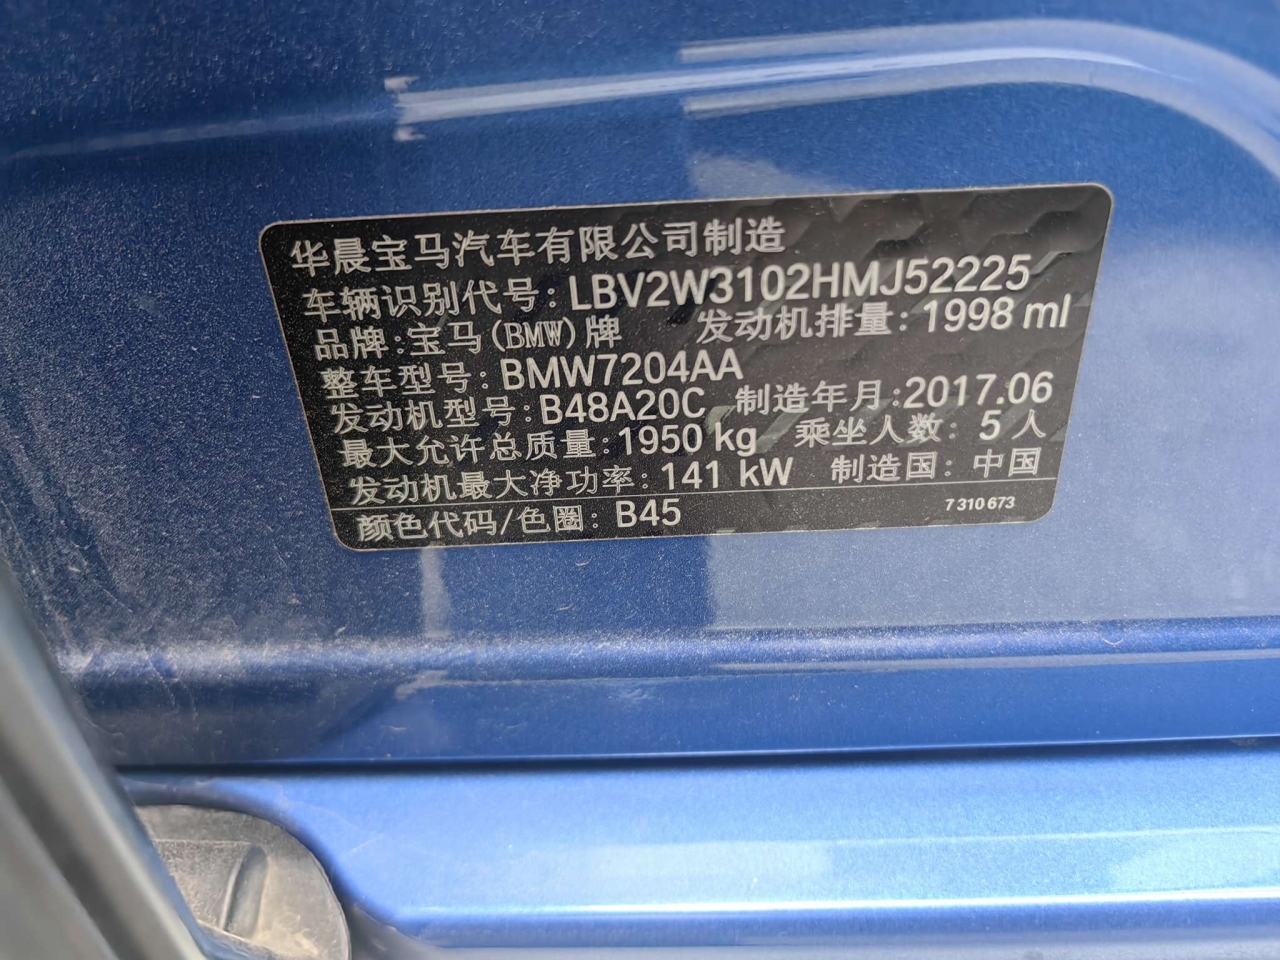 华晨宝马汽车有限公司制造
车辆识别代号: LBV2W3102HMJ52225
品牌:宝马(BMW)牌 发动机排量: 1998 ml
整车型号: BMW7204AA
发动机型号: B48A20C 制造年月:2017.06
最大允许总质量: 1950 kg 乘坐人数: 5 人
发动机最大净功率: 141 kW 制造国: 中国
颜色代码/色圈: B45 7 310 673